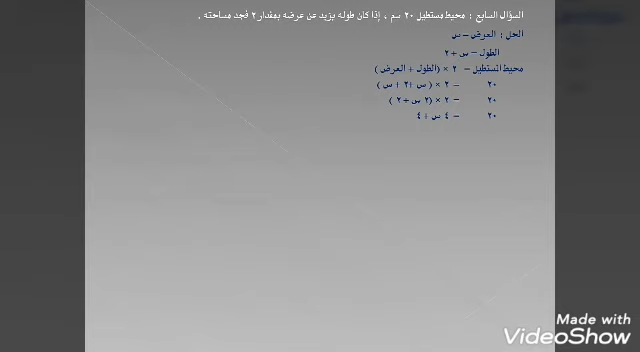 السؤال السابع : محيط مستطيل ٢٠ سم ، إذا كان طوله يزيد عن عرضه بمقدار ٢ فجد مساحته .
الحل : العرض = س
الطول = س + ٢
محيط المستطيل = ٢ × (الطول + العرض )
٢٠ = ٢ × ( س + ٢ + س )
٢٠ = ٢ × (٢ س + ٢ )
٢٠ = ٤ س + ٤
Made with
VideoShow